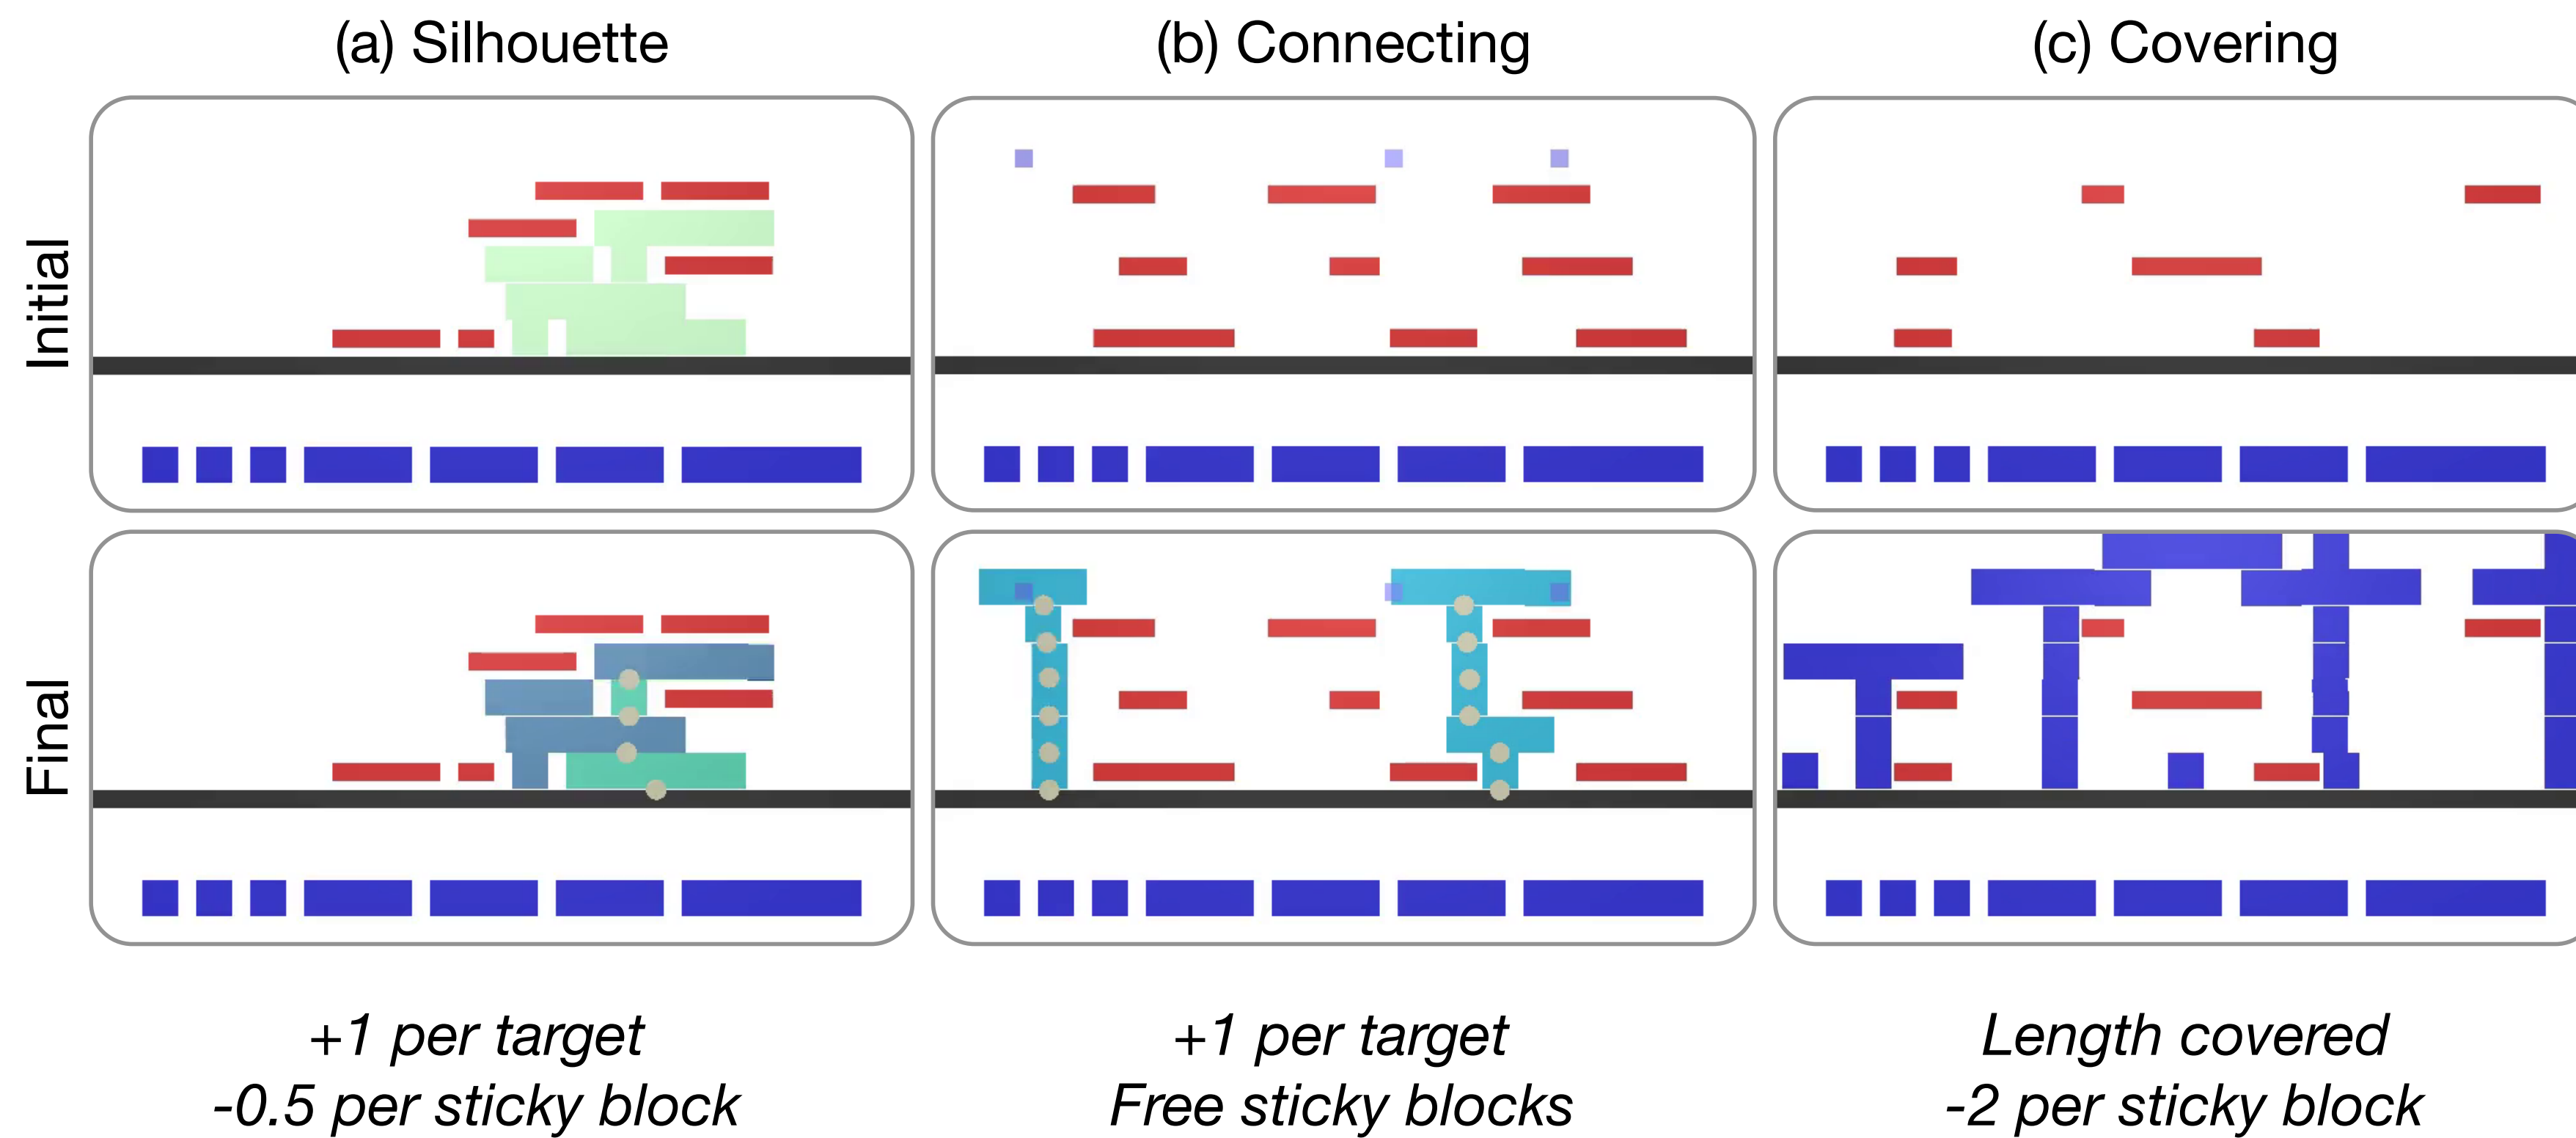 (a) Silhouette
(b) Connecting
(c) Covering
Initial
Final
+1 per target
-0.5 per sticky block
+1 per target
Free sticky blocks
Length covered
-2 per sticky block